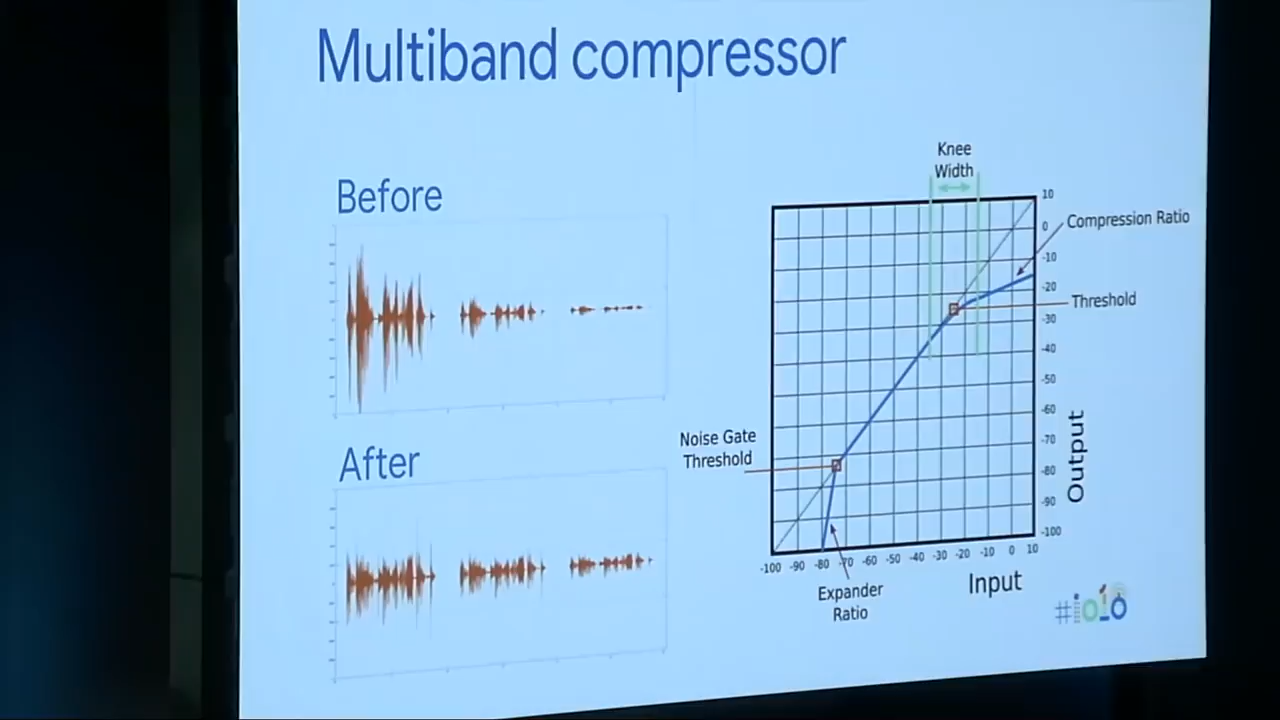 Multiband compressor
Before
After
Knee
Width
10
0
-10
-20
-30
-40
-50
-60
-70
-80
-90
-100
Compression Ratio
Threshold
Output
Noise Gate
Threshold
-100 -90 -80 -70 -60 -50 -40 -30 -20 -10 0 10
Input
Expander
Ratio
#io18